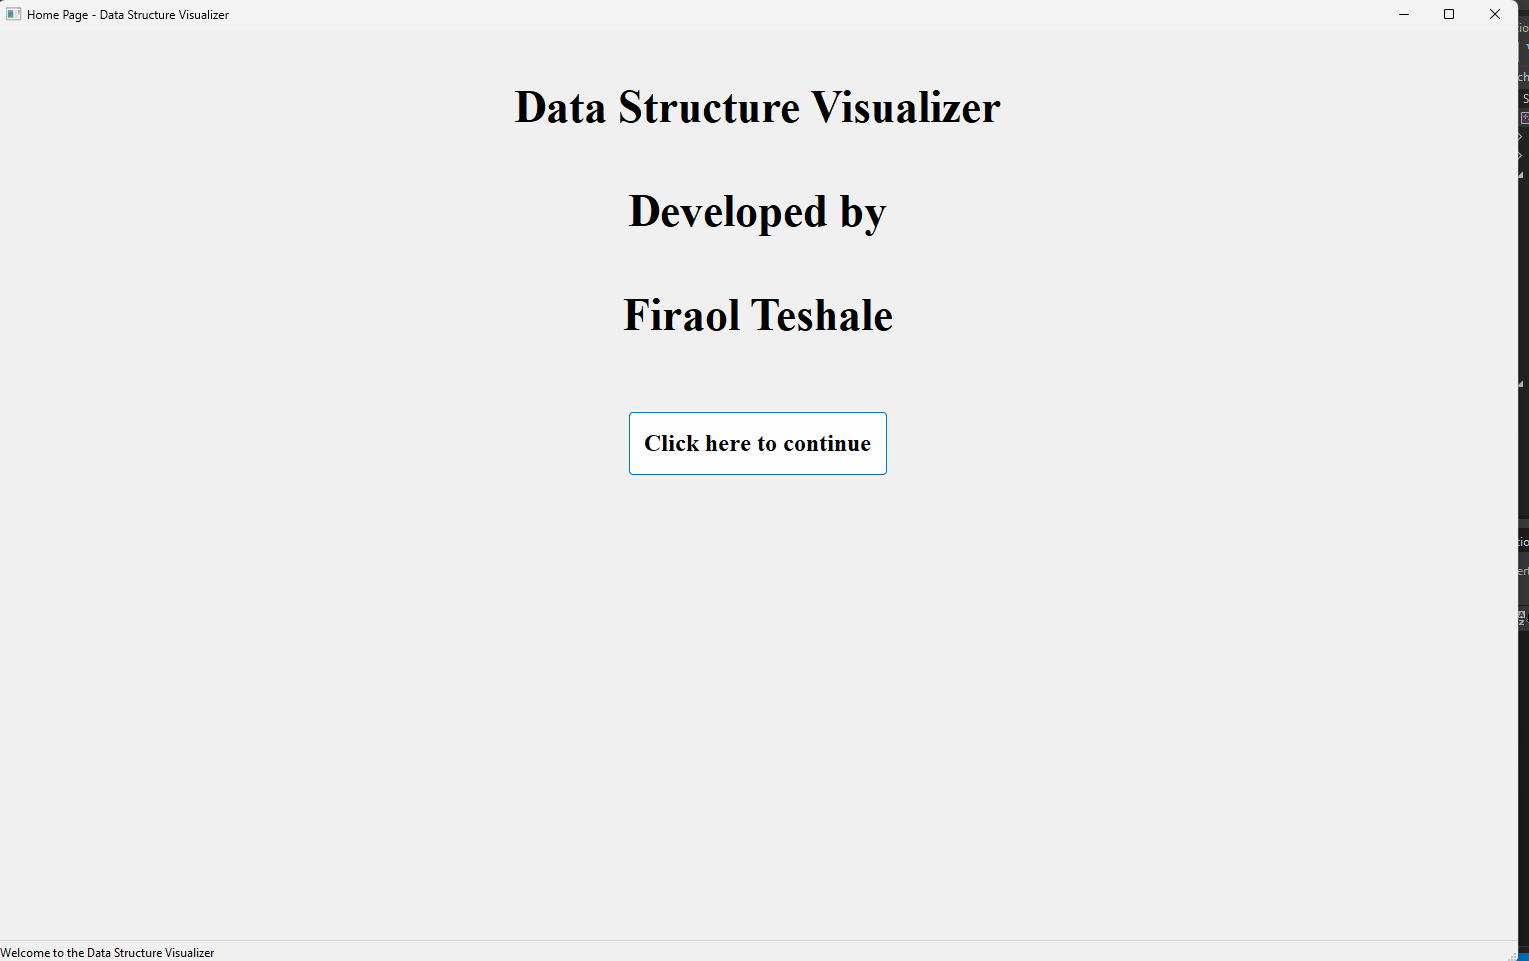 Home Page - Data Structure Visualizer
Data Structure Visualizer
Developed by
Firaol Teshale
Click here to continue
Welcome to the Data Structure Visualizer